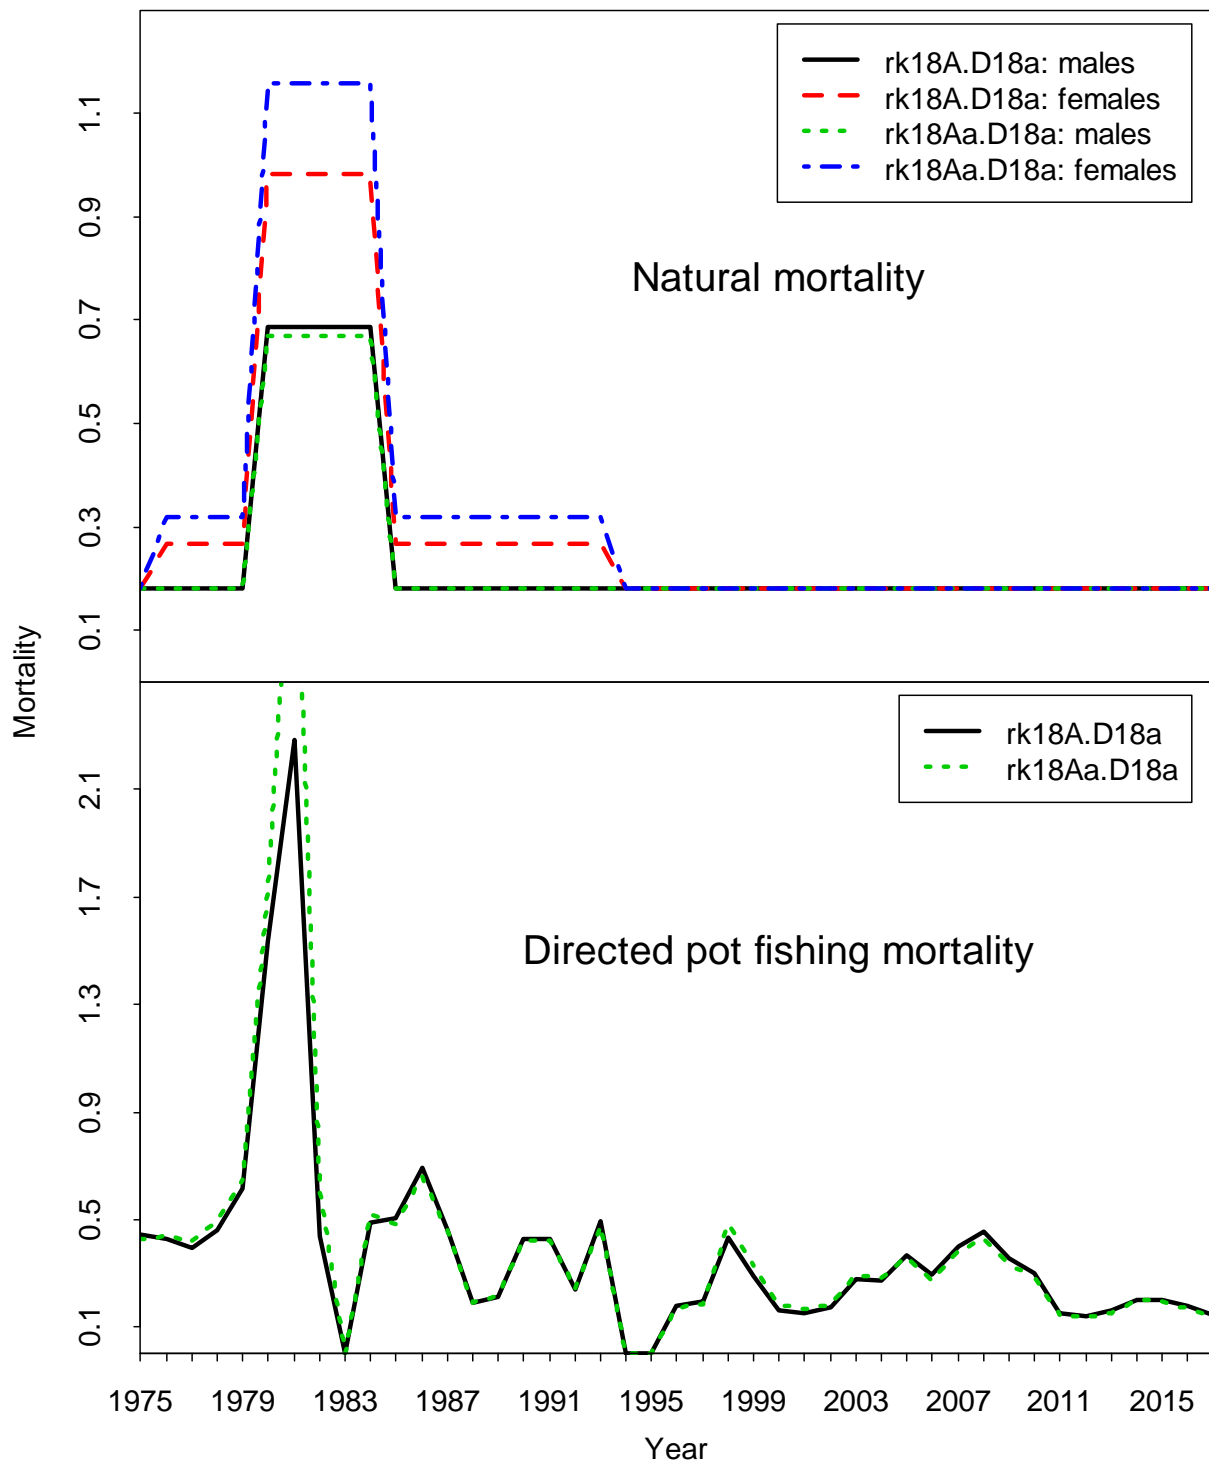 rk18A.D18a: males
rk18A.D18a: females
rk18Aa.D18a: males
rk18Aa.D18a: females
Natural mortality
1.1
0.9
0.7
0.5
0.3
0.1
Mortality
rk18A.D18a
rk18Aa.D18a
Directed pot fishing mortality
2.1
1.7
1.3
0.9
0.5
0.1
1975 1979 1983 1987 1991 1995 1999 2003 2007 2011 2015
Year